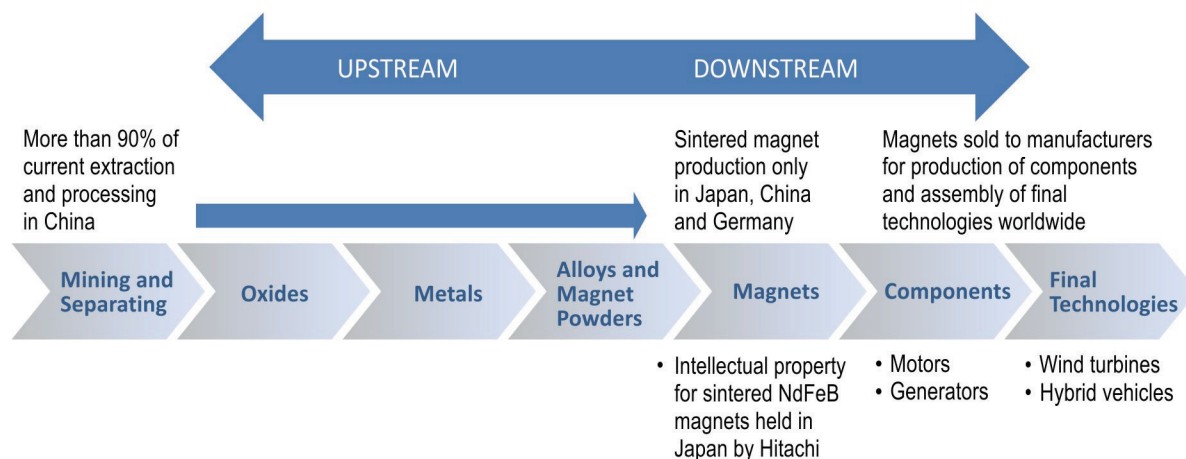 UPSTREAM
DOWNSTREAM
More than 90% of
current extraction
and processing
in China
Sintered magnet
production only
in Japan, China
and Germany
Magnets sold to manufacturers
for production of components
and assembly of final
technologies worldwide
Mining and
Separating
Oxides
Metals
Alloys and
Magnet
Powders
Magnets
Components
Final
Technologies
• Intellectual property
for sintered NdFeB
magnets held in
Japan by Hitachi
• Motors
• Generators
• Wind turbines
• Hybrid vehicles